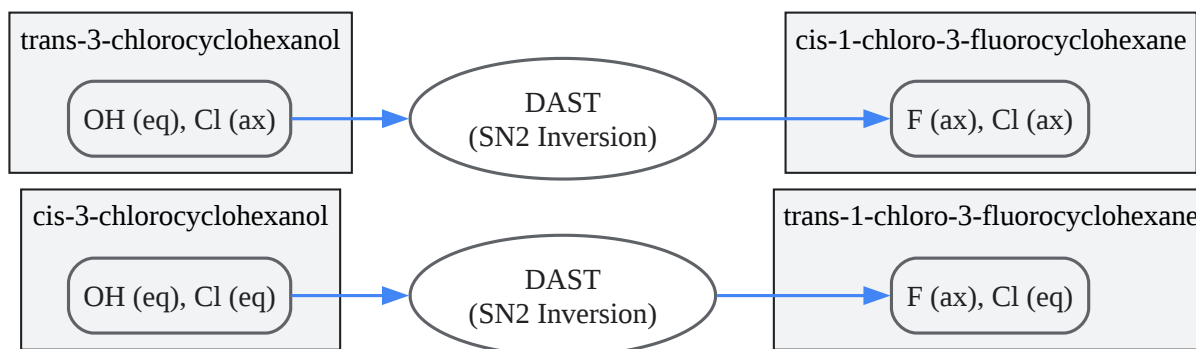 trans-3-chlorocyclohexanol
cis-1-chloro-3-fluorocyclohexane
OH (eq), Cl (ax)
DAST
(SN2 Inversion)
F (ax), Cl (ax)
cis-3-chlorocyclohexanol
trans-1-chloro-3-fluorocyclohexane
OH (eq), Cl (eq)
DAST
(SN2 Inversion)
F (ax), Cl (eq)